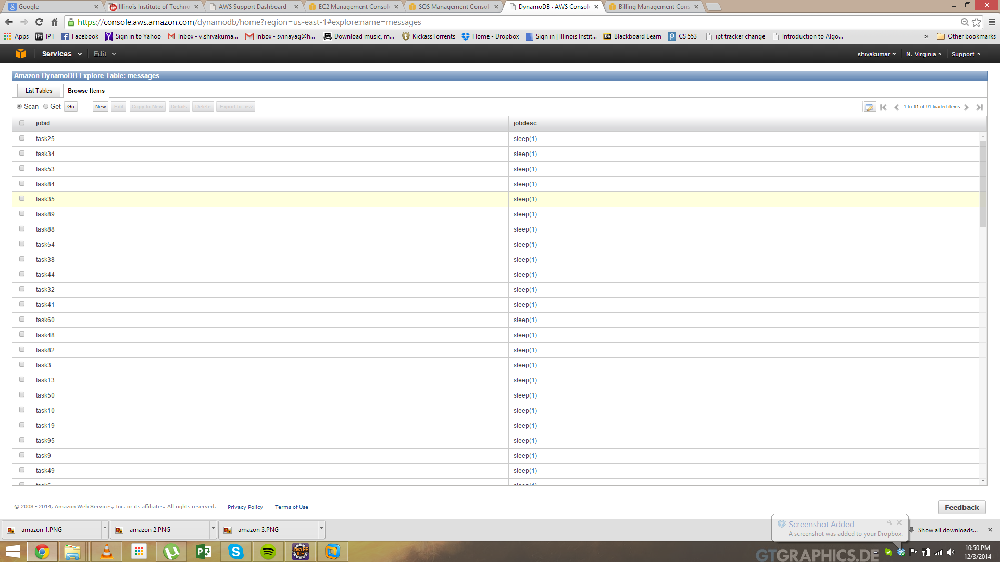 Google
Illinois Institute of Techno
AWS Support Dashboard
EC2 Management Consol
SQS Management Consol
DynamoDB · AWS Consol
Billing Management Cons
https://console.aws.amazon.com/dynamodb/home?region=us-east-1#explore:name=messages
Apps
IPT
Facebook
Sign in to Yahoo
Inbox - v.shivakuma...
Inbox - svinayag@h...
Download music, m...
KickassTorrents
Home - Dropbox
Sign in | Illinois Instit...
Blackboard Learn
CS 553
ipt tracker change
Introduction to Algo...
»
Other bookmarks
Services
Edit
shivakumar
N. Virginia
Support
Amazon DynamoDB Explore Table: messages
List Tables
Browse Items
Scan
Get
Go
New
Edit
Copy to New
Details
Delete
Export to .csv
1 to 91 of 91 loaded items
jobid jobdesc
task25 sleep(1)
task34 sleep(1)
task53 sleep(1)
task84 sleep(1)
task35 sleep(1)
task89 sleep(1)
task88 sleep(1)
task54 sleep(1)
task38 sleep(1)
task44 sleep(1)
task32 sleep(1)
task41 sleep(1)
task60 sleep(1)
task48 sleep(1)
task82 sleep(1)
task3 sleep(1)
task13 sleep(1)
task50 sleep(1)
task10 sleep(1)
task19 sleep(1)
task95 sleep(1)
task9 sleep(1)
task49 sleep(1)
© 2008 - 2014, Amazon Web Services, Inc. or its affiliates. All rights reserved.
Privacy Policy
Terms of Use
Feedback
amazon 1.PNG
amazon 2.PNG
amazon 3.PNG
Screenshot Added
A screenshot was added to your Dropbox.
Show all downloads...
Java EE
IDE
GTGRAPHICS.DE
10:50 PM
12/3/2014